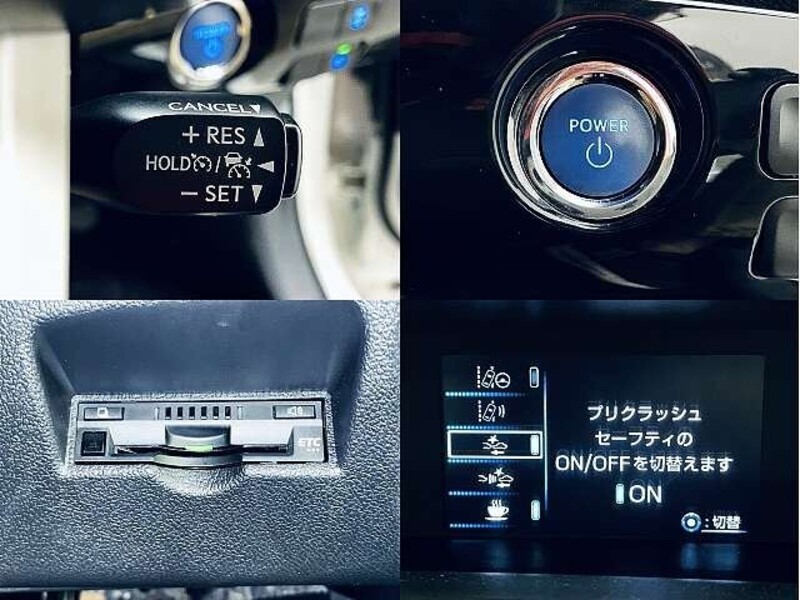 CANCEL
+ RES
HOLD /
− SET
POWER
ETC
プリクラッシュ
セーフティの
ON/OFFを切替えます
ON
:切替